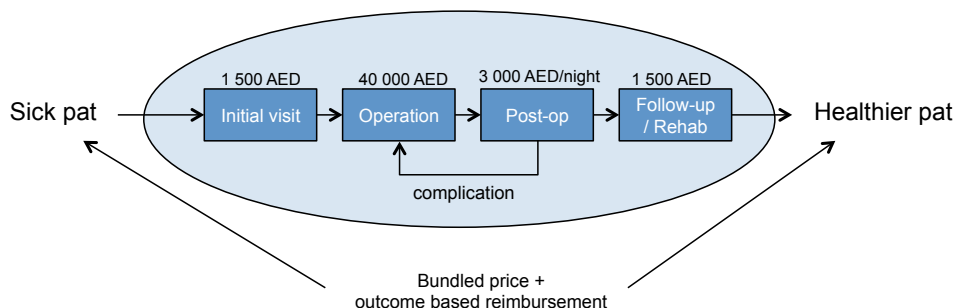 1 500 AED
40 000 AED
3 000 AED/night
1 500 AED
Sick pat
Initial visit
Operation
Post-op
Follow-up
/ Rehab
Healthier pat
complication
Bundled price +
outcome based reimbursement